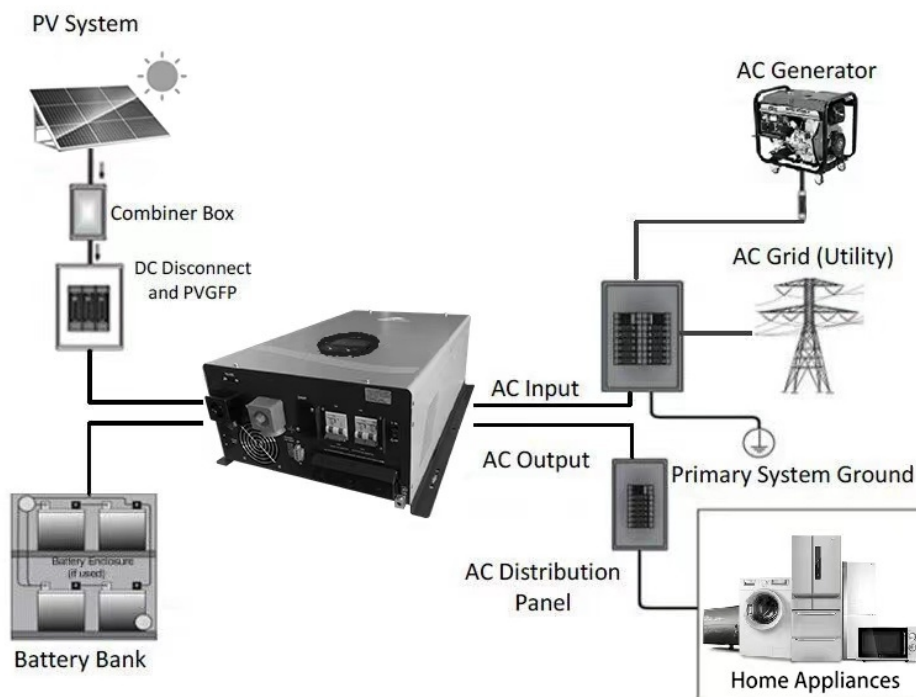 PV System
AC Generator
Combiner Box
DC Disconnect
and PVGFP
AC Grid (Utility)
AC Input
AC Output
Primary System Ground
AC Distribution
Panel
Battery Enclosure
(if used)
Battery Bank
Home Appliances